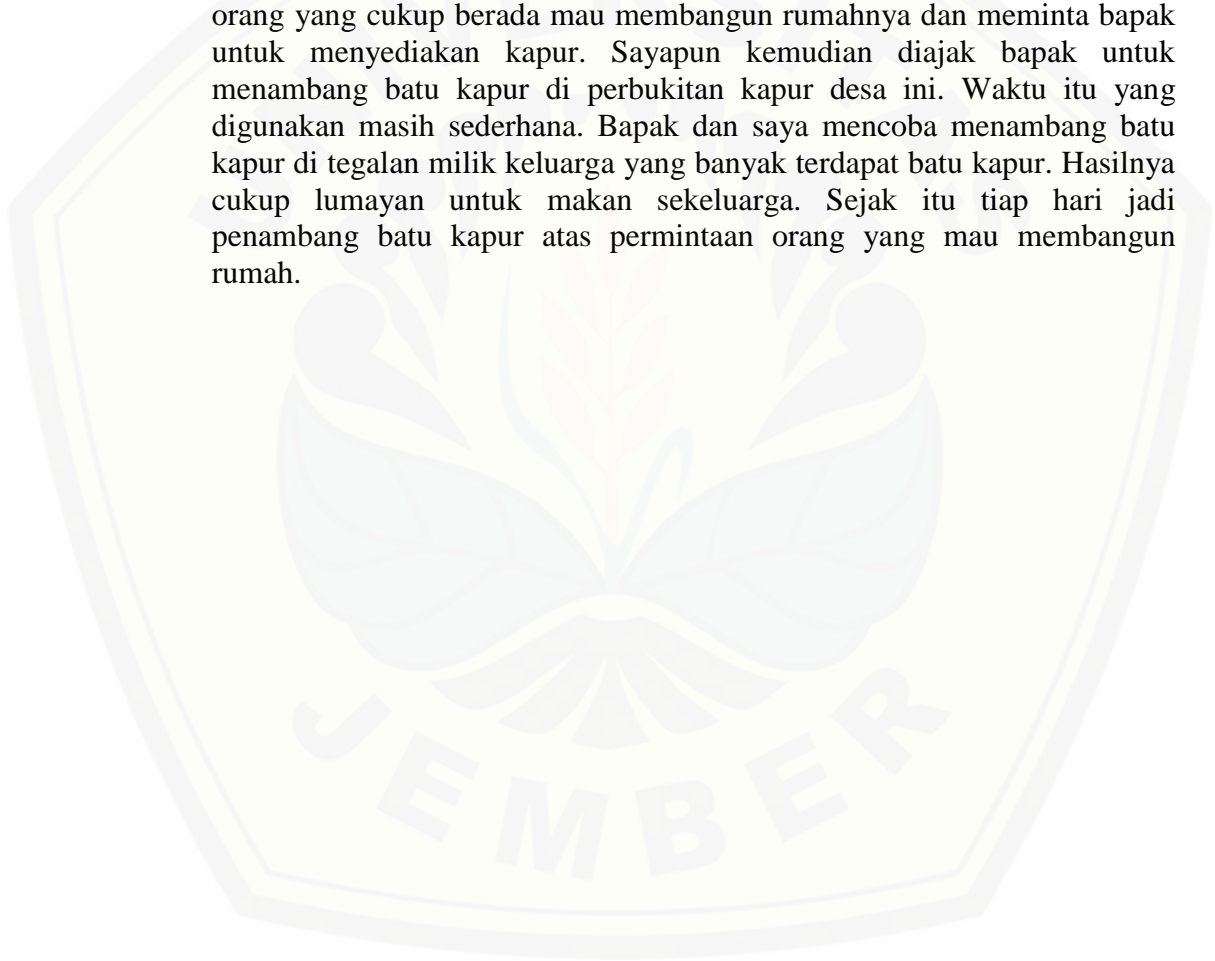 orang yang cukup berada mau membangun rumahnya dan meminta bapak
untuk menyediakan kapur. Sayapun kemudian diajak bapak untuk
menambang batu kapur di perbukitan kapur desa ini. Waktu itu yang
digunakan masih sederhana. Bapak dan saya mencoba menambang batu
kapur di tegalan milik keluarga yang banyak terdapat batu kapur. Hasilnya
cukup lumayan untuk makan sekeluarga. Sejak itu tiap hari jadi
penambang batu kapur atas permintaan orang yang mau membangun
rumah.
JEMBER